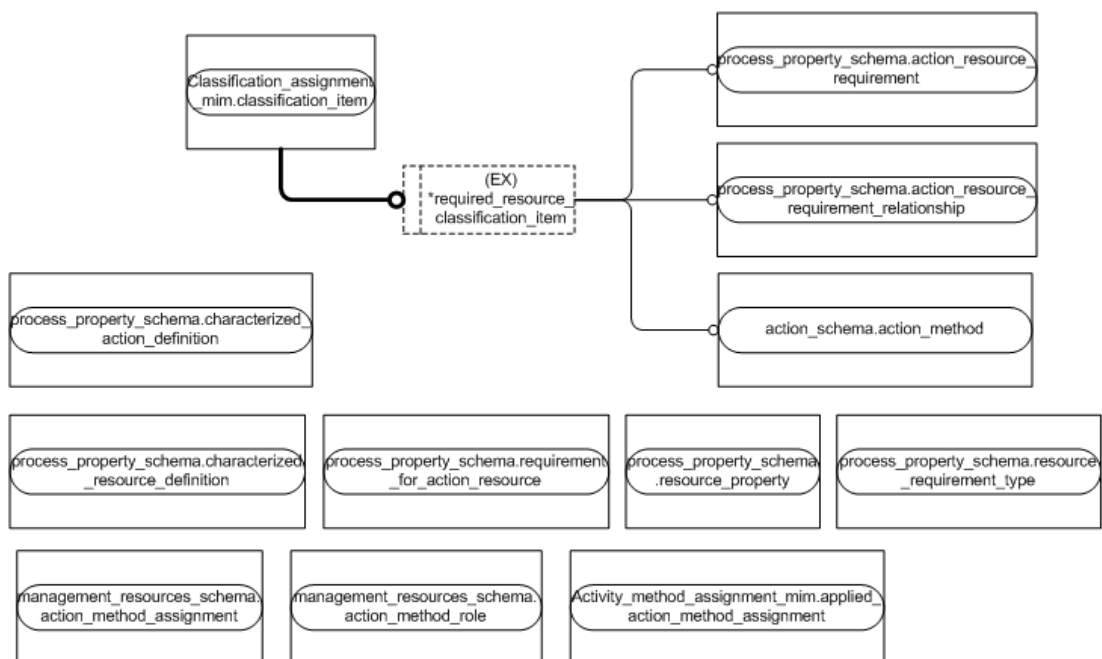 process_property_schema.action_resource_
requirement
Classification_assignment
_mim.classification_item
(EX)
*required_resource_
classification_item
process_property_schema.action_resource_
requirement_relationship
process_property_schema.characterized_
action_definition
action_schema.action_method
process_property_schema.characterized
_resource_definition
process_property_schema.requirement
_for_action_resource
process_property_schema
.resource_property
process_property_schema.resource
_requirement_type
management_resources_schema.
action_method_assignment
management_resources_schema.
action_method_role
Activity_method_assignment_mim.applied_
action_method_assignment